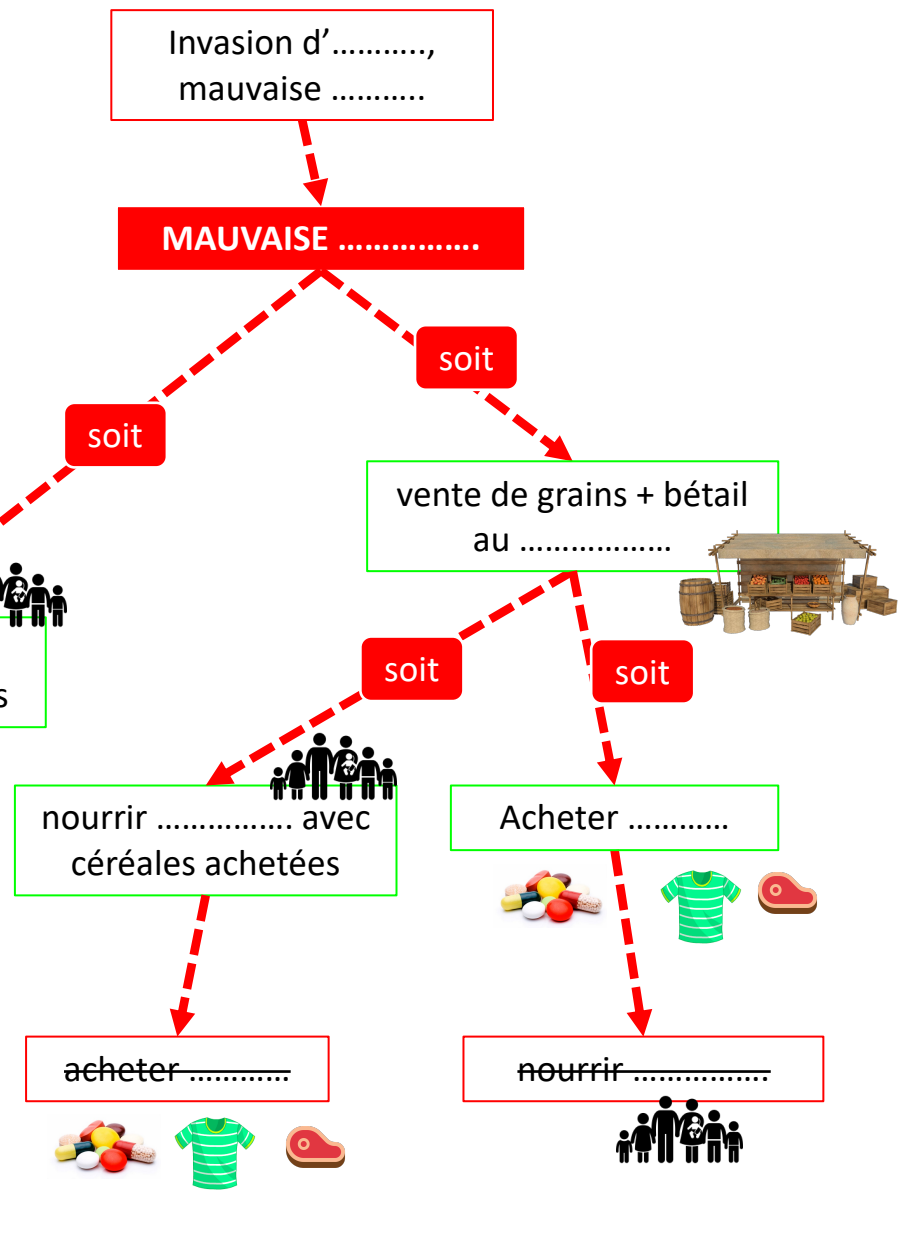 Invasion d’………..,
mauvaise ………..
MAUVAISE …………….
soit
soit
vente de grains + bétail
au ………………
soit
soit
s
nourrir ……………. avec
céréales achetées
Acheter …………
acheter …………
nourrir …………….